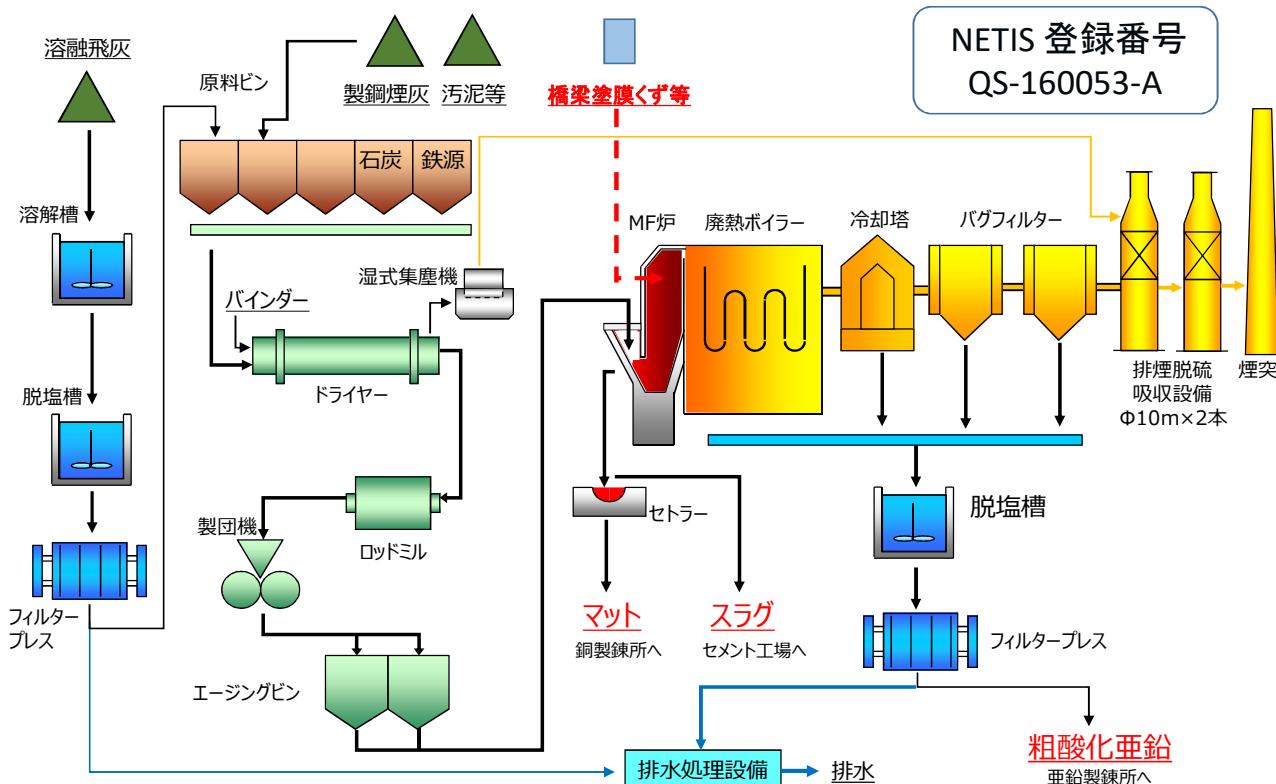 溶融飛灰
原料ビン
製鋼煙灰
汚泥等
橋梁塗膜くず等
NETIS 登録番号
QS-160053-A
石炭
鉄源
溶解槽
MF炉
廃熱ボイラー
冷却塔
バグフィルター
湿式集塵機
バインダー
ドライヤー
排煙脱硫
吸収設備
Φ10m×2本
煙突
脱塩槽
製団機
ロッドミル
セトラー
脱塩槽
フィルター
プレス
マット
銅製錬所へ
スラグ
セメント工場へ
フィルタープレス
エージングビン
粗酸化亜鉛
亜鉛製錬所へ
排水処理設備
排水